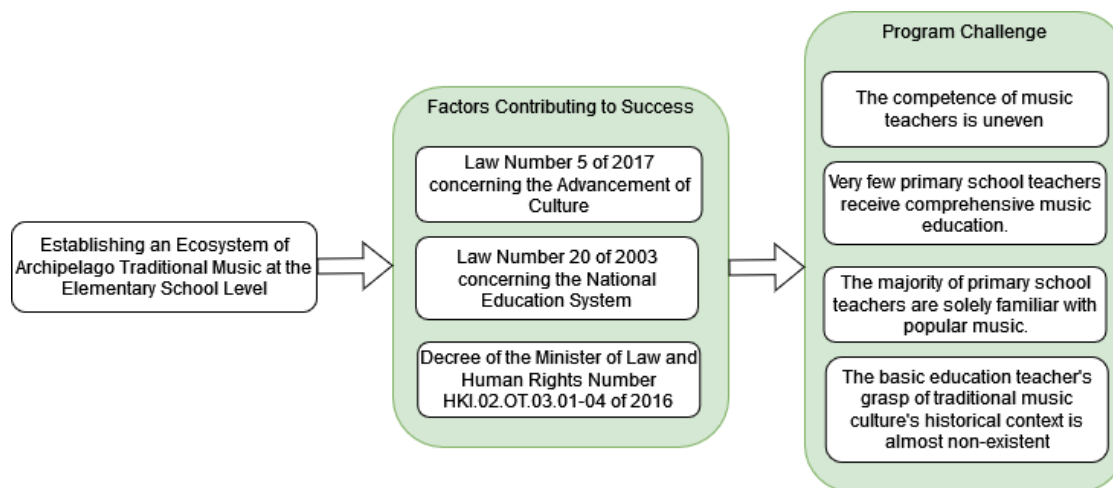 Establishing an Ecosystem of
Archipelago Traditional Music at the
Elementary School Level
Factors Contributing to Success
Law Number 5 of 2017
concerning the Advancement of
Culture
Law Number 20 of 2003
concerning the National
Education System
Decree of the Minister of Law and
Human Rights Number
HKI.02.OT.03.01-04 of 2016
Program Challenge
The competence of music
teachers is uneven
Very few primary school teachers
receive comprehensive music
education.
The majority of primary school
teachers are solely familiar with
popular music.
The basic education teacher's
grasp of traditional music
culture's historical context is
almost non-existent